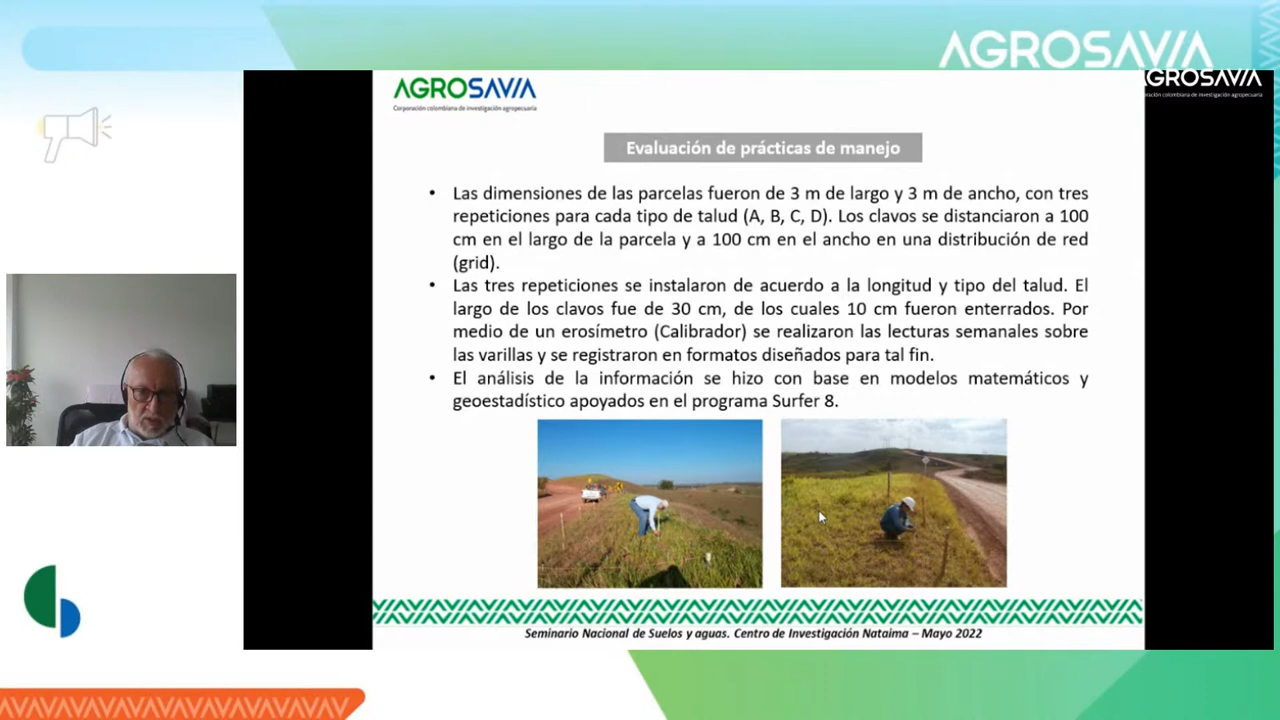 AGROSAVIA
AGROSAVIA
Corporación colombiana de investigación agropecuaria
AGROSAVIA
Evaluación de prácticas de manejo
• Las dimensiones de las parcelas fueron de 3 m de largo y 3 m de ancho, con tres
repeticiones para cada tipo de talud (A, B, C, D). Los clavos se distanciaron a 100
cm en el largo de la parcela y a 100 cm en el ancho en una distribución de red
(grid).
• Las tres repeticiones se instalaron de acuerdo a la longitud y tipo del talud. El
largo de los clavos fue de 30 cm, de los cuales 10 cm fueron enterrados. Por
medio de un erosímetro (Calibrador) se realizaron las lecturas semanales sobre
las varillas y se registraron en formatos diseñados para tal fin.
• El análisis de la información se hizo con base en modelos matemáticos y
geoestadístico apoyados en el programa Surfer 8.
Seminario Nacional de Suelos y aguas. Centro de Investigación Nataima – Mayo 2022